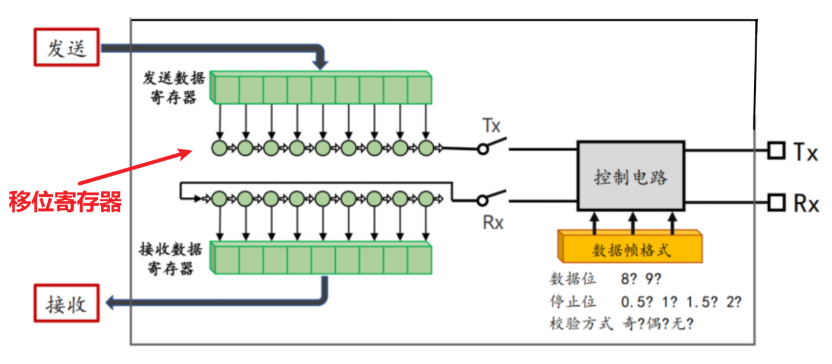 发送
发送数据
寄存器
Tx
Tx
移位寄存器
控制电路
Rx
Rx
接收数据
寄存器
数据帧格式
接收
数据位 8? 9?
停止位 0.5? 1? 1.5? 2?
校验方式 奇?偶?无?